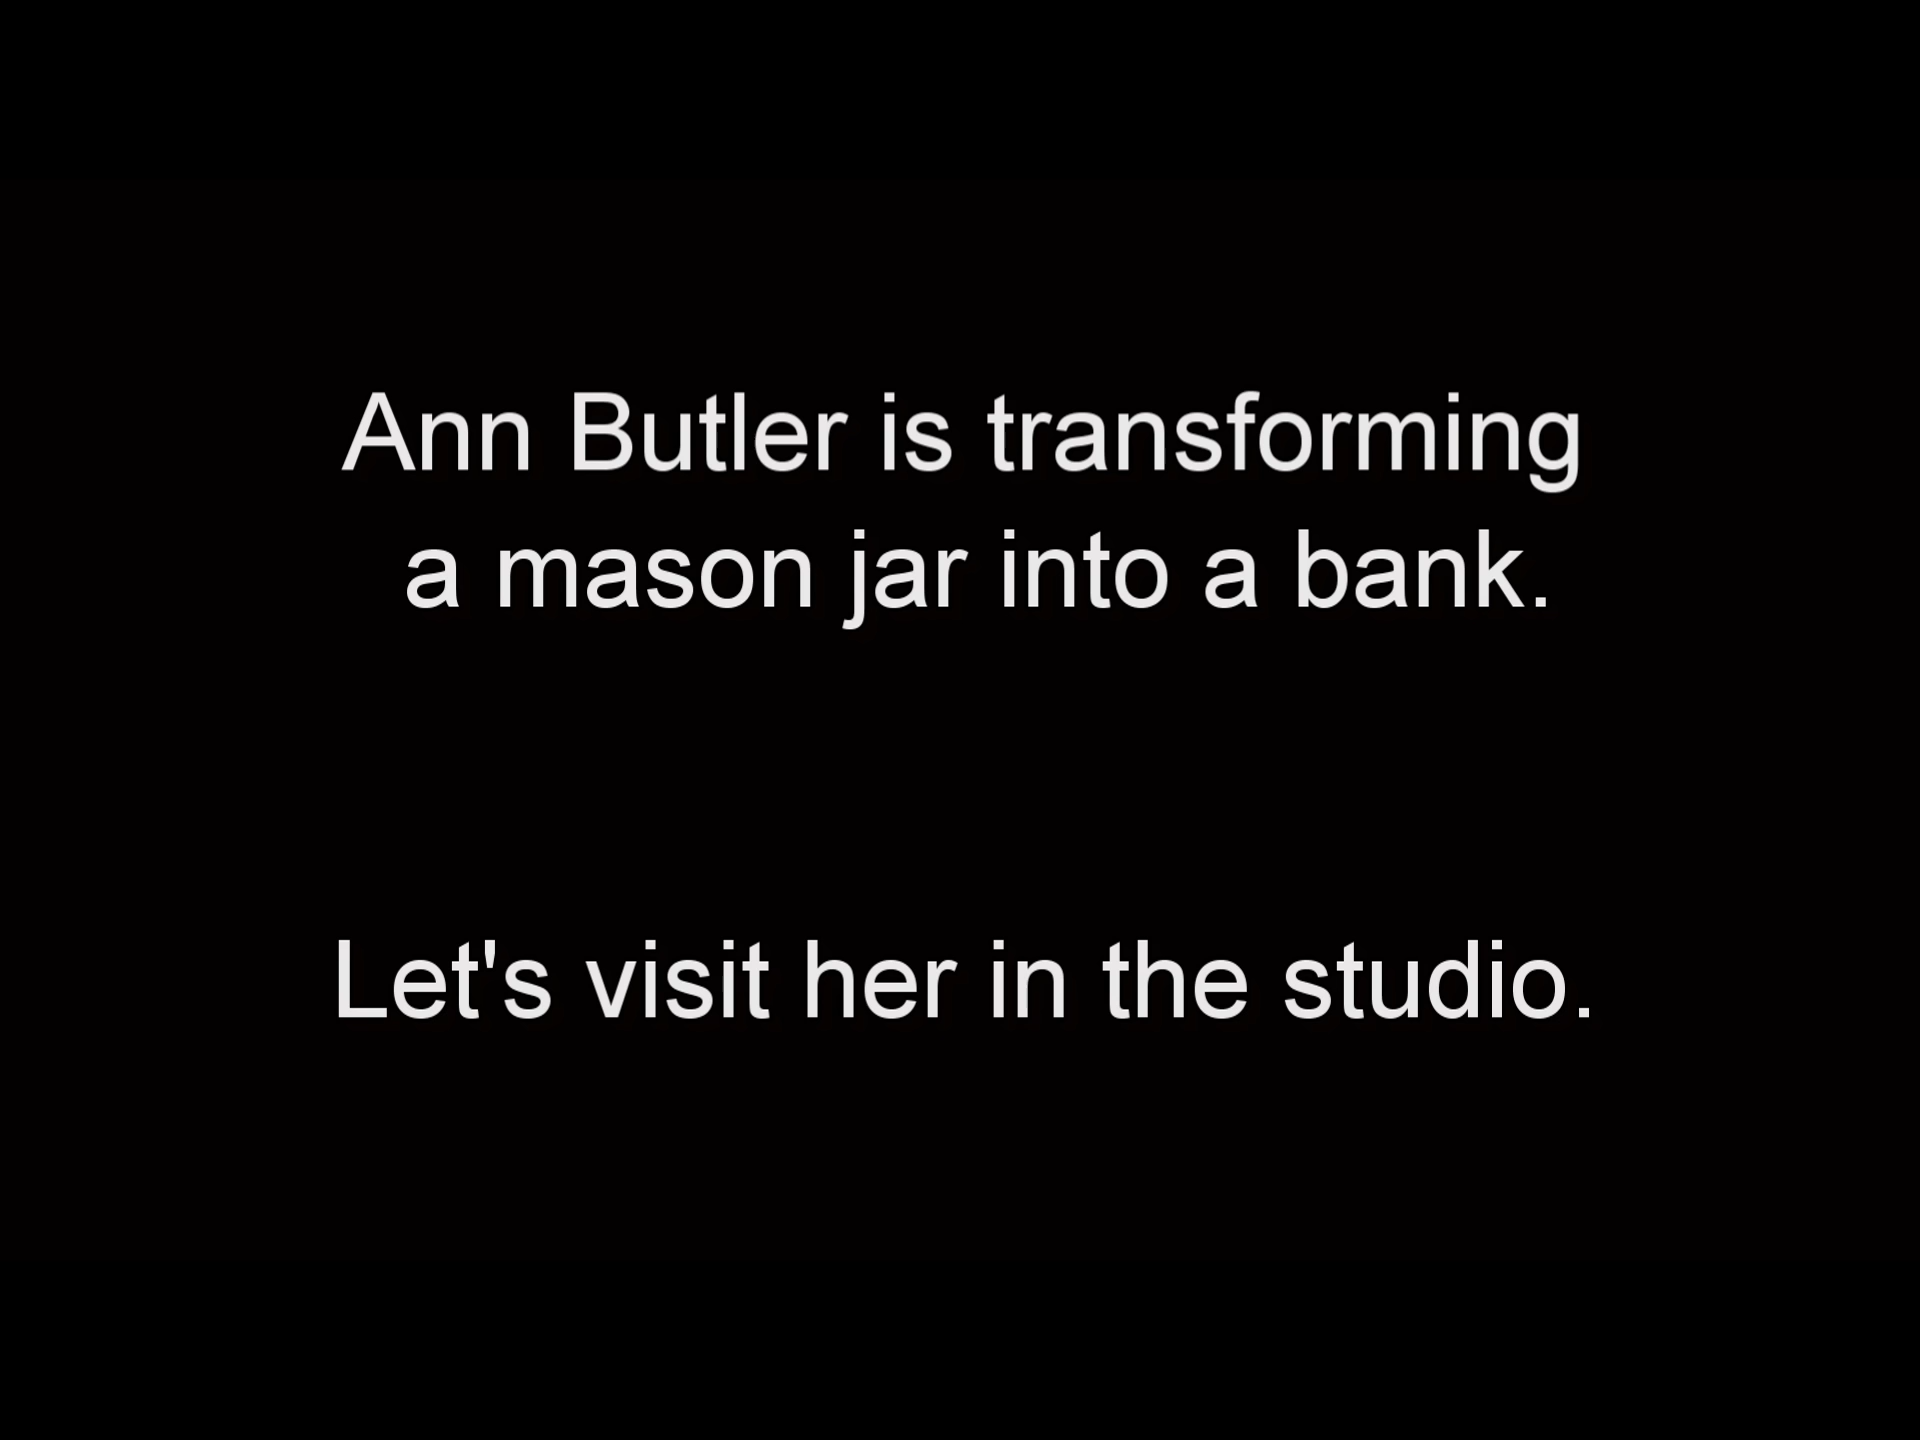 Ann Butler is transforming
a mason jar into a bank.
Let's visit her in the studio.